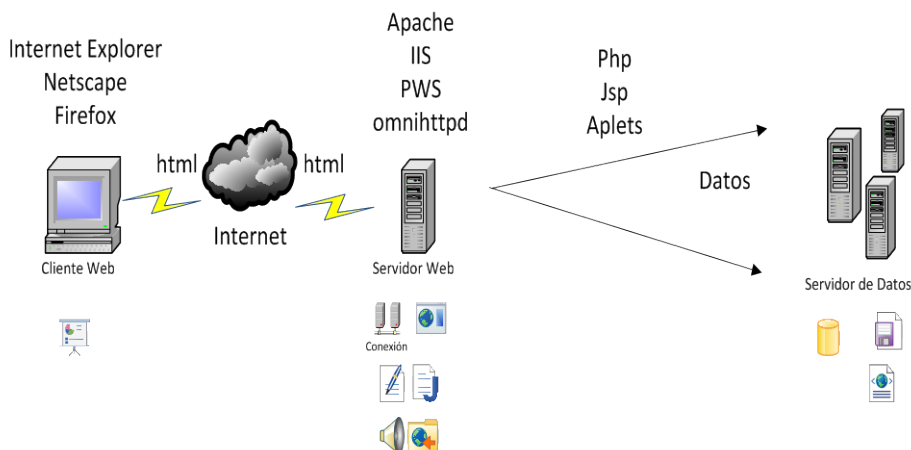 Internet Explorer
Netscape
Firefox
Apache
IIS
PWS
omnihttpd
Php
Jsp
Aplets
html
html
Internet
Datos
Cliente Web
Servidor Web
Servidor de Datos
Conexión